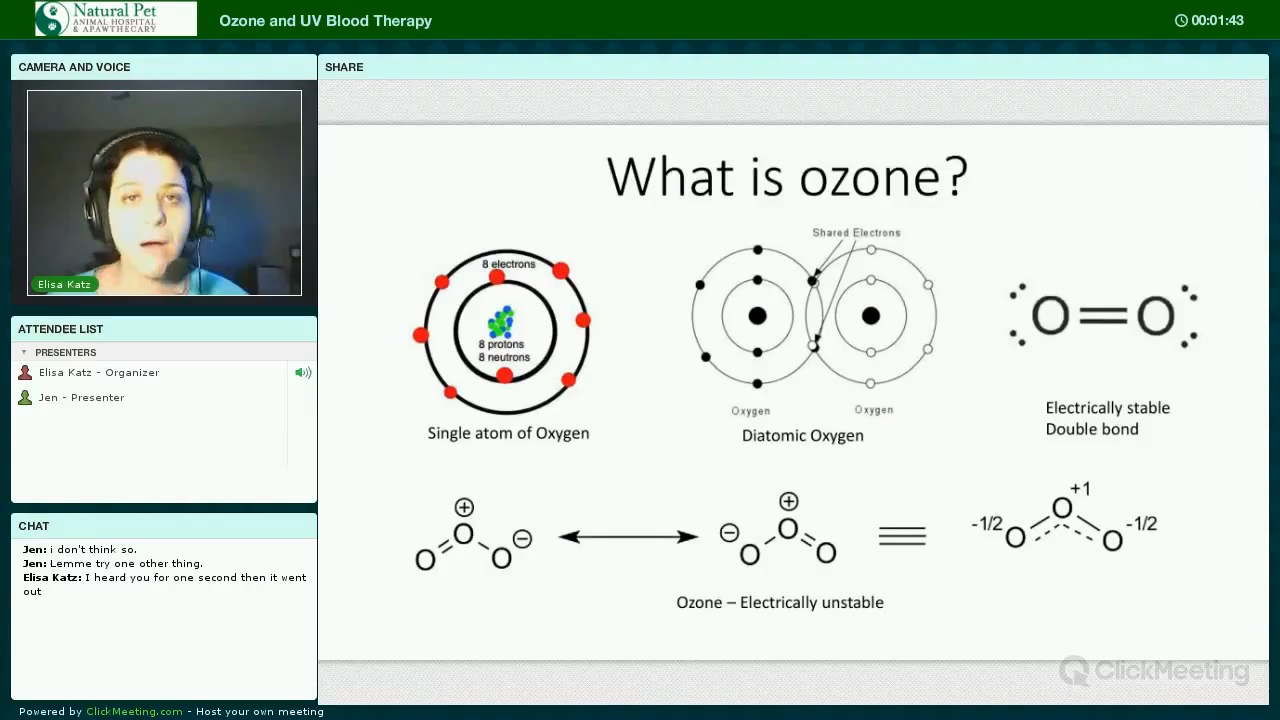 Natural Pet
ANIMAL HOSPITAL
& APAWTHECARY
Ozone and UV Blood Therapy
00:01:43
CAMERA AND VOICE
Elisa Katz
ATTENDEE LIST
PRESENTERS
Elisa Katz - Organizer
Jen - Presenter
CHAT
Jen: i don't think so.
Jen: Lemme try one other thing.
Elisa Katz: I heard you for one second then it went
out
Powered by ClickMeeting.com - Host your own meeting
SHARE
What is ozone?
8 electrons
8 protons
8 neutrons
Single atom of Oxygen
Shared Electrons
Oxygen
Oxygen
Diatomic Oxygen
O=O
Electrically stable
Double bond
+
O
O
O
−
−
+
O
O
O
+1
-1/2
O
-1/2
O
O
Ozone – Electrically unstable
ClickMeeting